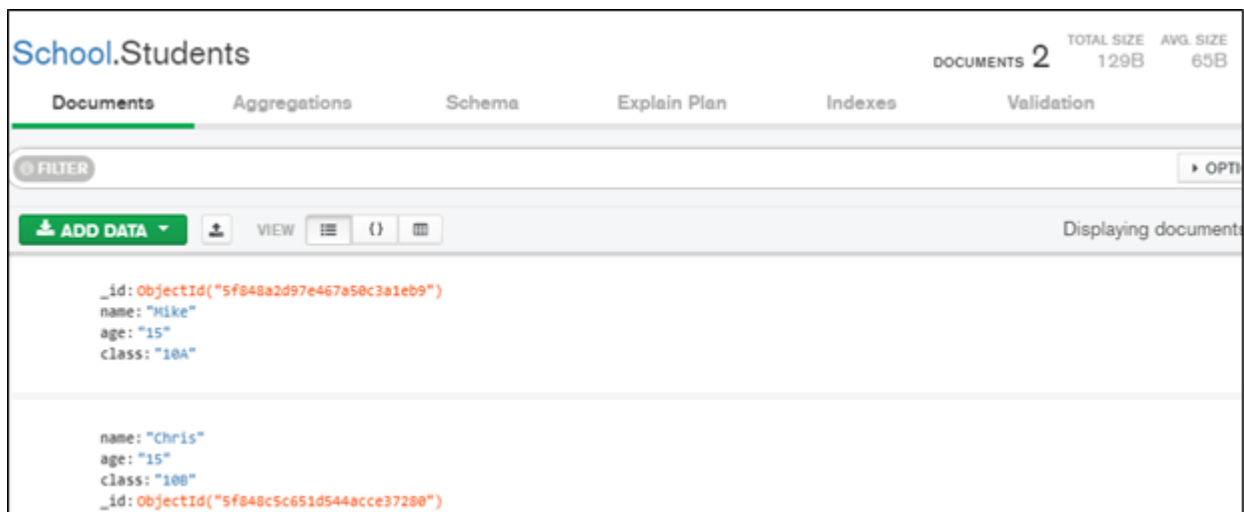 School.Students
DOCUMENTS 2 TOTAL SIZE 129B AVG. SIZE 65B
Documents Aggregations Schema Explain Plan Indexes Validation
FILTER OPTI
ADD DATA VIEW {} Displaying documents
_id: ObjectId("5f848a2d97e467a50c3a1eb9")
name: "Mike"
age: "15"
class: "10A"
name: "Chris"
age: "15"
class: "10B"
_id: ObjectId("5f848c5c651d544acce37280")